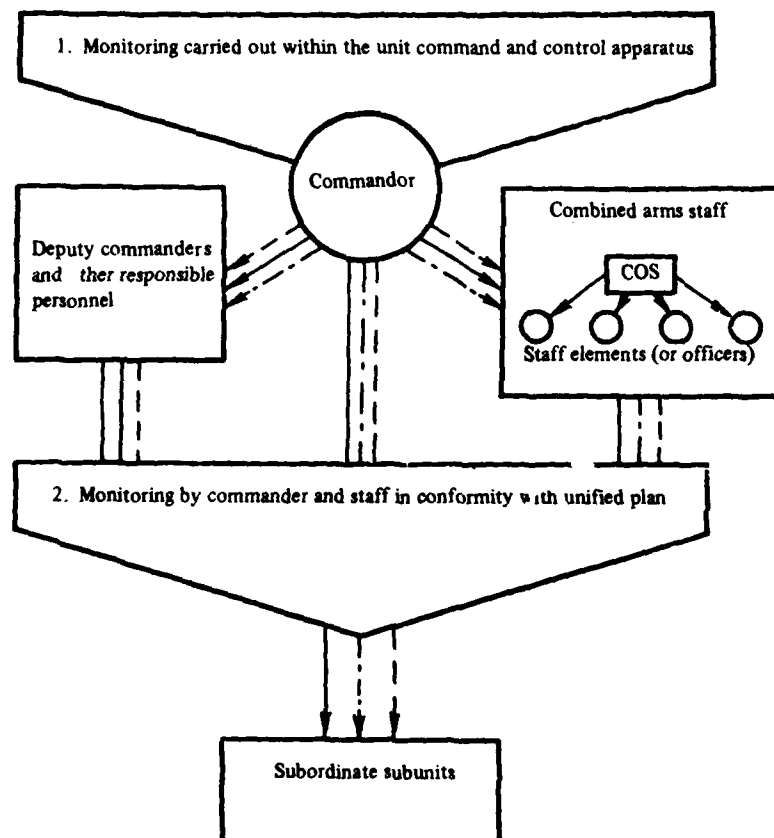 1. Monitoring carried out within the unit command and control apparatus
Commandor
Deputy commanders
and ther responsible
personnel
Combined arms staff
COS
Staff elements (or officers)
2. Monitoring by commander and staff in conformity with unified plan
Subordinate subunits